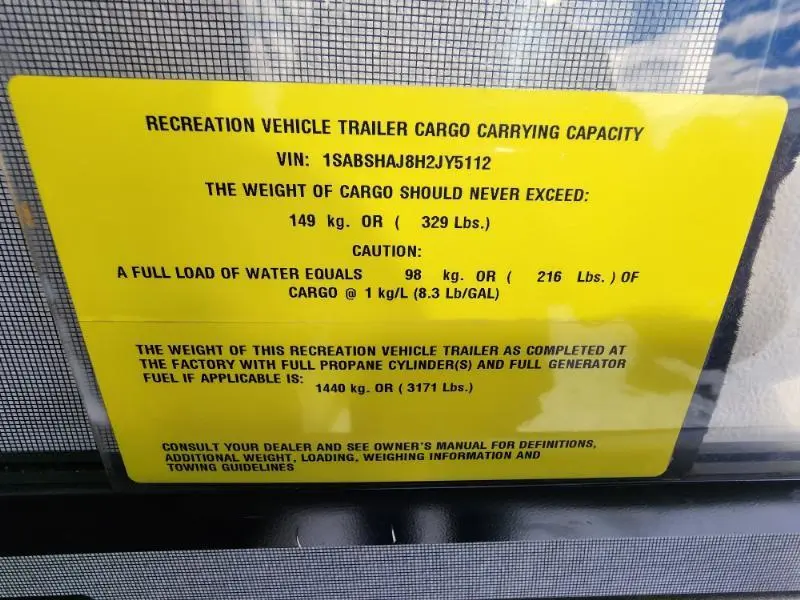 RECREATION VEHICLE TRAILER CARGO CARRYING CAPACITY
VIN: 1SABSHAJ8H2JY5112
THE WEIGHT OF CARGO SHOULD NEVER EXCEED:
149 kg. OR ( 329 Lbs.)
CAUTION:
A FULL LOAD OF WATER EQUALS 98 kg. OR ( 216 Lbs. ) OF
CARGO @ 1 kg/L (8.3 Lb/GAL)
THE WEIGHT OF THIS RECREATION VEHICLE TRAILER AS COMPLETED AT
THE FACTORY WITH FULL PROPANE CYLINDER(S) AND FULL GENERATOR
FUEL IF APPLICABLE IS: 1440 kg. OR ( 3171 Lbs.)
CONSULT YOUR DEALER AND SEE OWNER'S MANUAL FOR DEFINITIONS,
ADDITIONAL WEIGHT, LOADING, WEIGHING INFORMATION AND
TOWING GUIDELINES